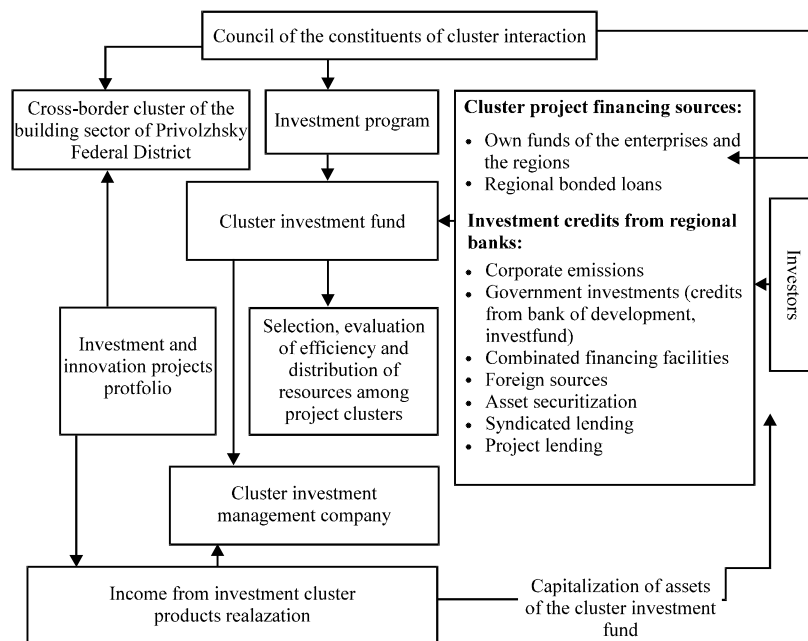 Council of the constituents of cluster interaction
Cross-border cluster of the
building sector of Privolzhsky
Federal District
Investment program
Cluster investment fund
Selection, evaluation
of efficiency and
distribution of
resources among
project clusters
Investment and
innovation projects
protfolio
Cluster investment
management company
Income from investment cluster
products realazation
Cluster project financing sources:
• Own funds of the enterprises and
the regions
• Regional bonded loans
Investment credits from regional
banks:
• Corporate emissions
• Government investments (credits
from bank of development,
investfund)
• Combinated financing facilities
• Foreign sources
• Asset securitization
• Syndicated lending
• Project lending
Investors
Capitalization of assets
of the cluster investment
fund